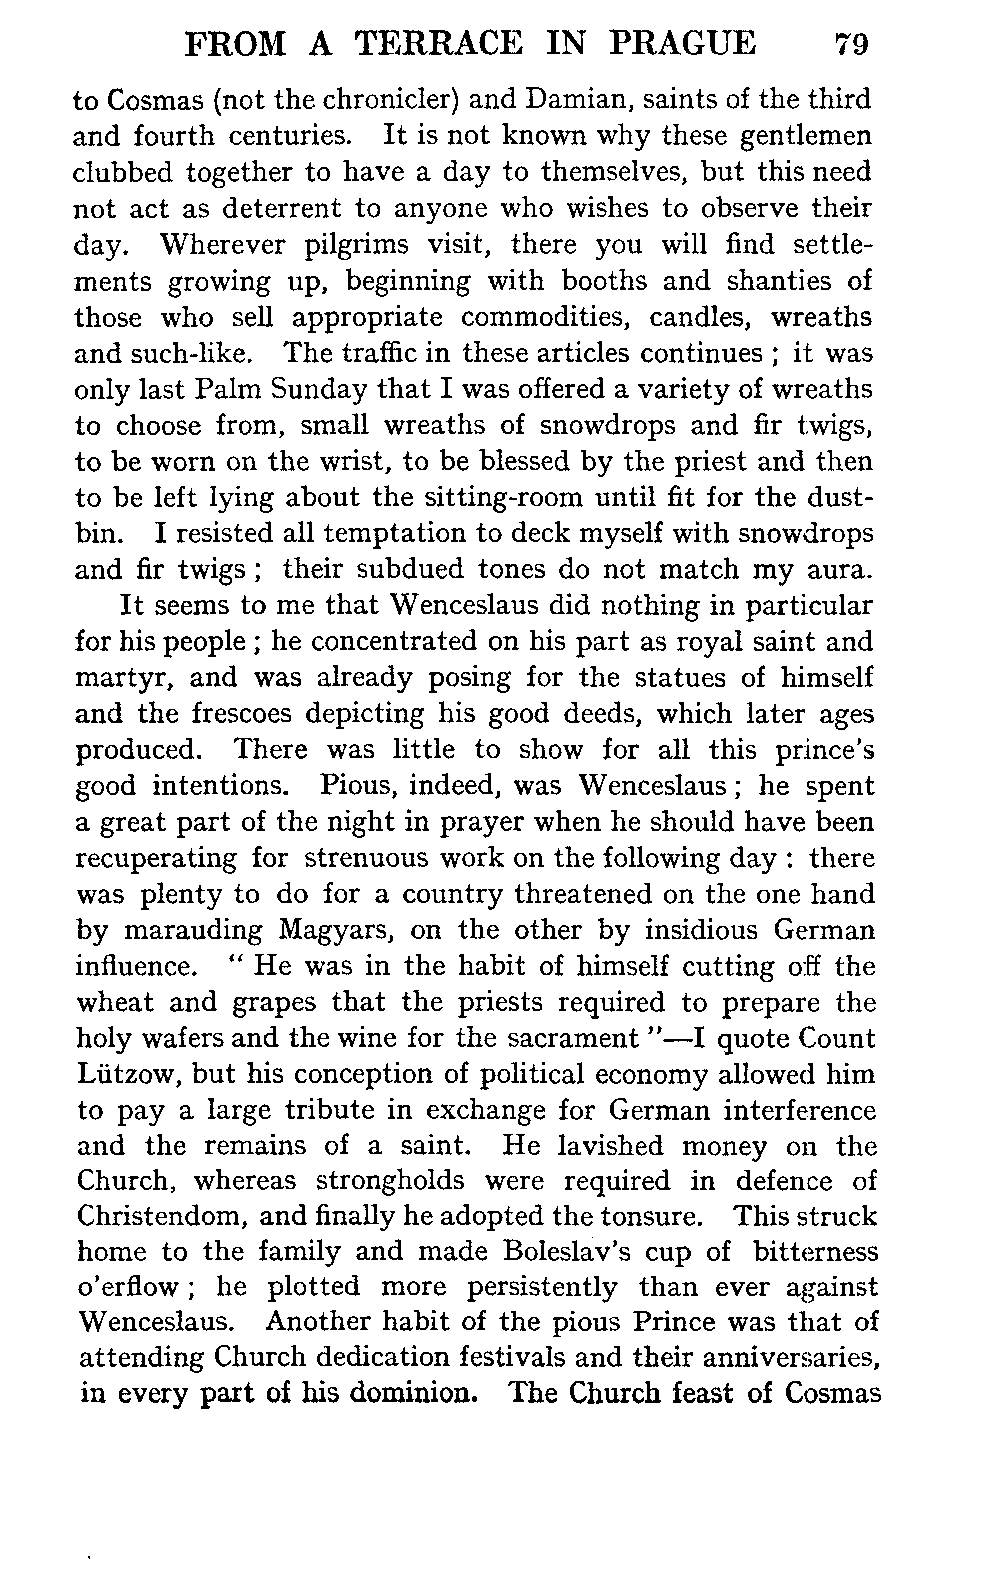 FROM A TERRACE IN PRAGUE 79
to Cosmas (not the chronicler) and Damian, saints of the third
and fourth centuries. It is not known why these gentlemen
clubbed together to have a day to themselves, but this need
not act as deterrent to anyone who wishes to observe their
day. Wherever pilgrims visit, there you will find settle-
ments growing up, beginning with booths and shanties of
those who sell appropriate commodities, candles, wreaths
and such-like. The traffic in these articles continues ; it was
only last Palm Sunday that I was offered a variety of wreaths
to choose from, small wreaths of snowdrops and fir twigs,
to be worn on the wrist, to be blessed by the priest and then
to be left lying about the sitting-room until fit for the dust-
bin. I resisted all temptation to deck myself with snowdrops
and fir twigs ; their subdued tones do not match my aura.
It seems to me that Wenceslaus did nothing in particular
for his people ; he concentrated on his part as royal saint and
martyr, and was already posing for the statues of himself
and the frescoes depicting his good deeds, which later ages
produced. There was little to show for all this prince's
good intentions. Pious, indeed, was Wenceslaus ; he spent
a great part of the night in prayer when he should have been
recuperating for strenuous work on the following day : there
was plenty to do for a country threatened on the one hand
by marauding Magyars, on the other by insidious German
influence. " He was in the habit of himself cutting off the
wheat and grapes that the priests required to prepare the
holy wafers and the wine for the sacrament "—I quote Count
Lützow, but his conception of political economy allowed him
to pay a large tribute in exchange for German interference
and the remains of a saint. He lavished money on the
Church, whereas strongholds were required in defence of
Christendom, and finally he adopted the tonsure. This struck
home to the family and made Boleslav's cup of bitterness
o'erflow ; he plotted more persistently than ever against
Wenceslaus. Another habit of the pious Prince was that of
attending Church dedication festivals and their anniversaries,
in every part of his dominion. The Church feast of Cosmas